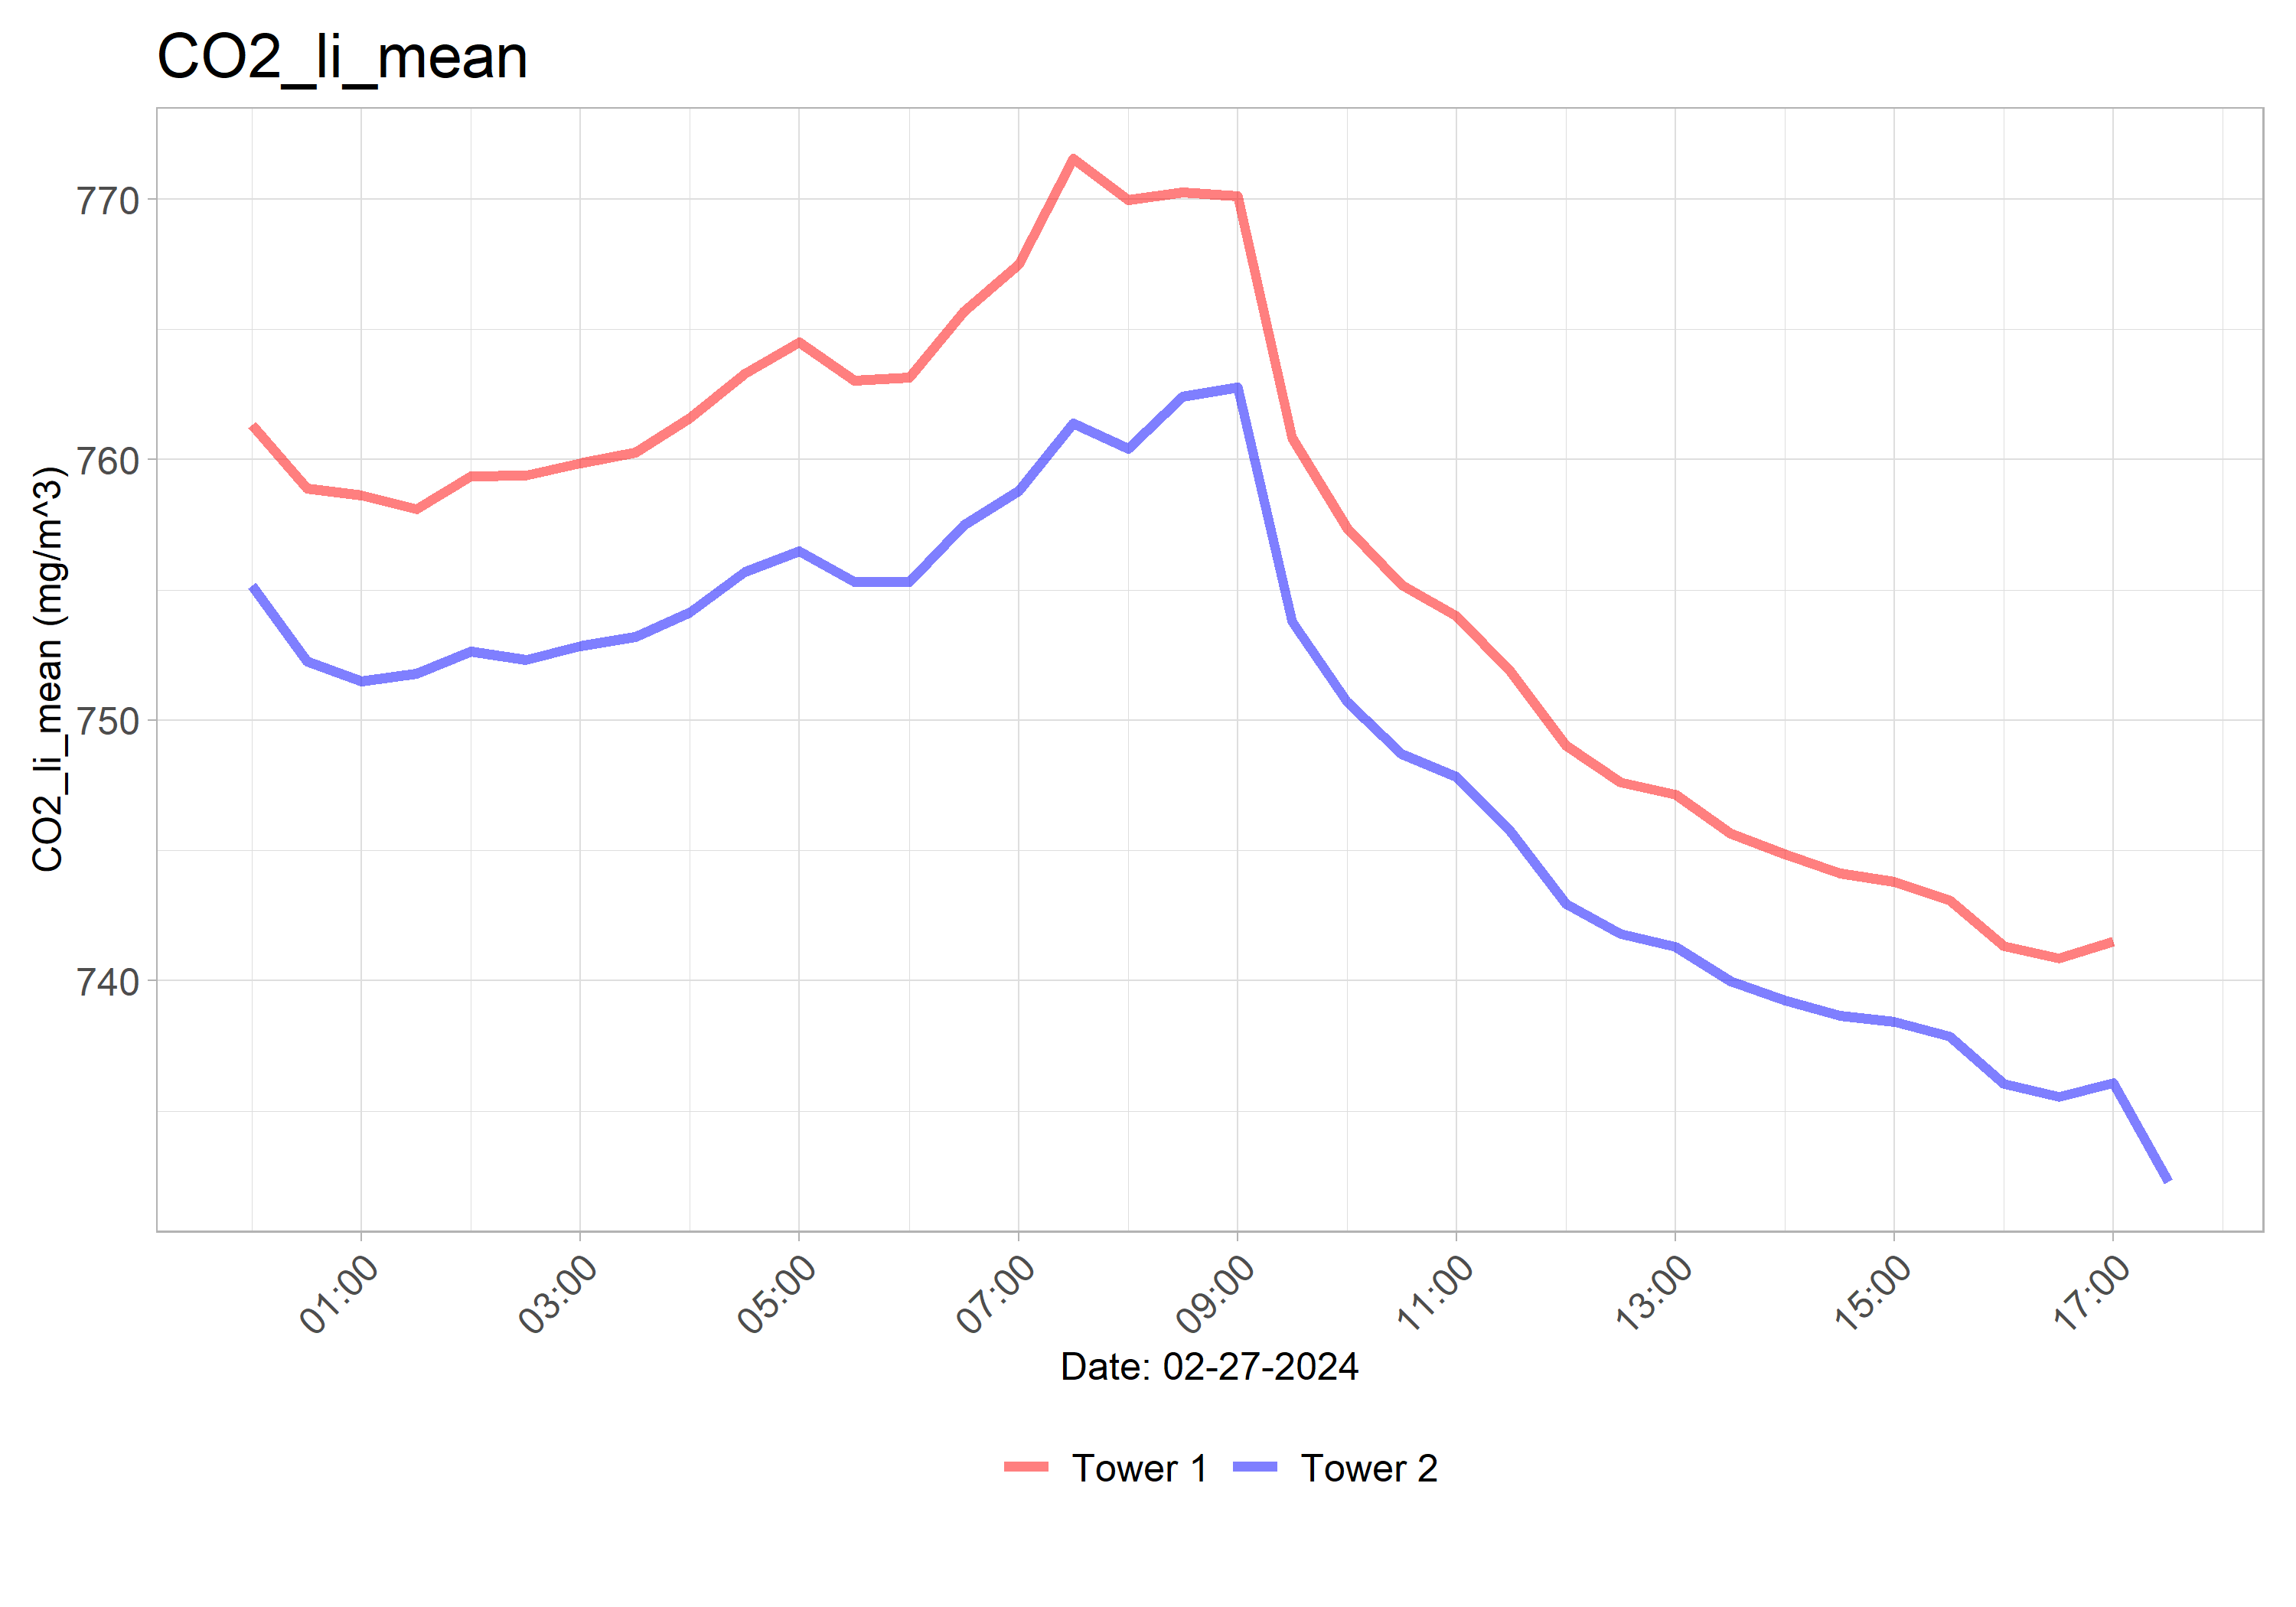 CO2_li_mean
CO2_li_mean (mg/m^3)
770
760
750
740
01:00 03:00 05:00 07:00 09:00 11:00 13:00 15:00 17:00
Date: 02-27-2024
Tower 1 Tower 2